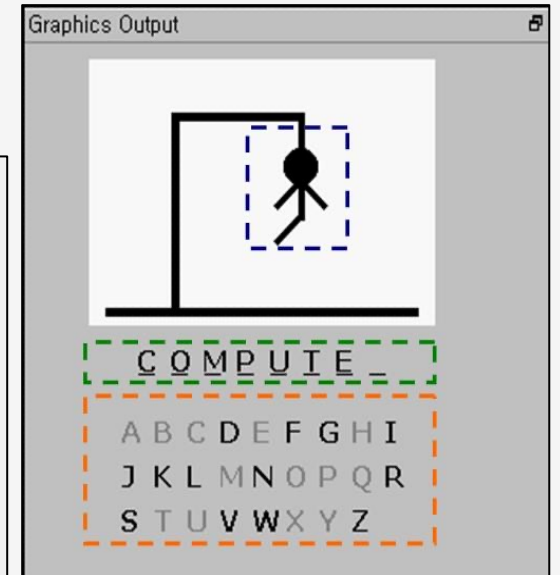 Graphics Output
C O M P U T E _
A B C D E F G H I
J K L M N O P Q R
S T U V W X Y Z